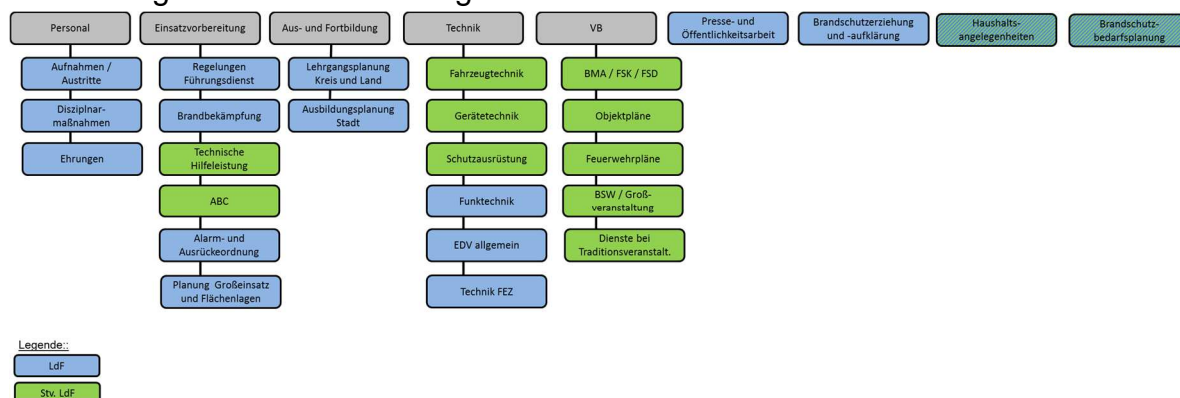 Personal
Aufnahmen /
Austritte
Disziplinar-
maßnahmen
Ehrungen
Einsatzvorbereitung
Regelungen
Führungsdienst
Brandbekämpfung
Technische
Hilfeleistung
ABC
Alarm- und
Ausrückeordnung
Planung Großeinsatz
und Flächenlagen
Aus- und Fortbildung
Lehrgangsplanung
Kreis und Land
Ausbildungsplanung
Stadt
Technik
Fahrzeugtechnik
Gerätetechnik
Schutzausrüstung
Funktechnik
EDV allgemein
Technik FEZ
VB
BMA / FSK / FSD
Objektpläne
Feuerwehrpläne
BSW / Groß-
veranstaltung
Dienste bei
Traditionsveranstalt.
Presse- und
Öffentlichkeitsarbeit
Brandschutzerziehung
und -aufklärung
Haushalts-
angelegenheiten
Brandschutz-
bedarfsplanung
Legende::
LdF
Stv. LdF